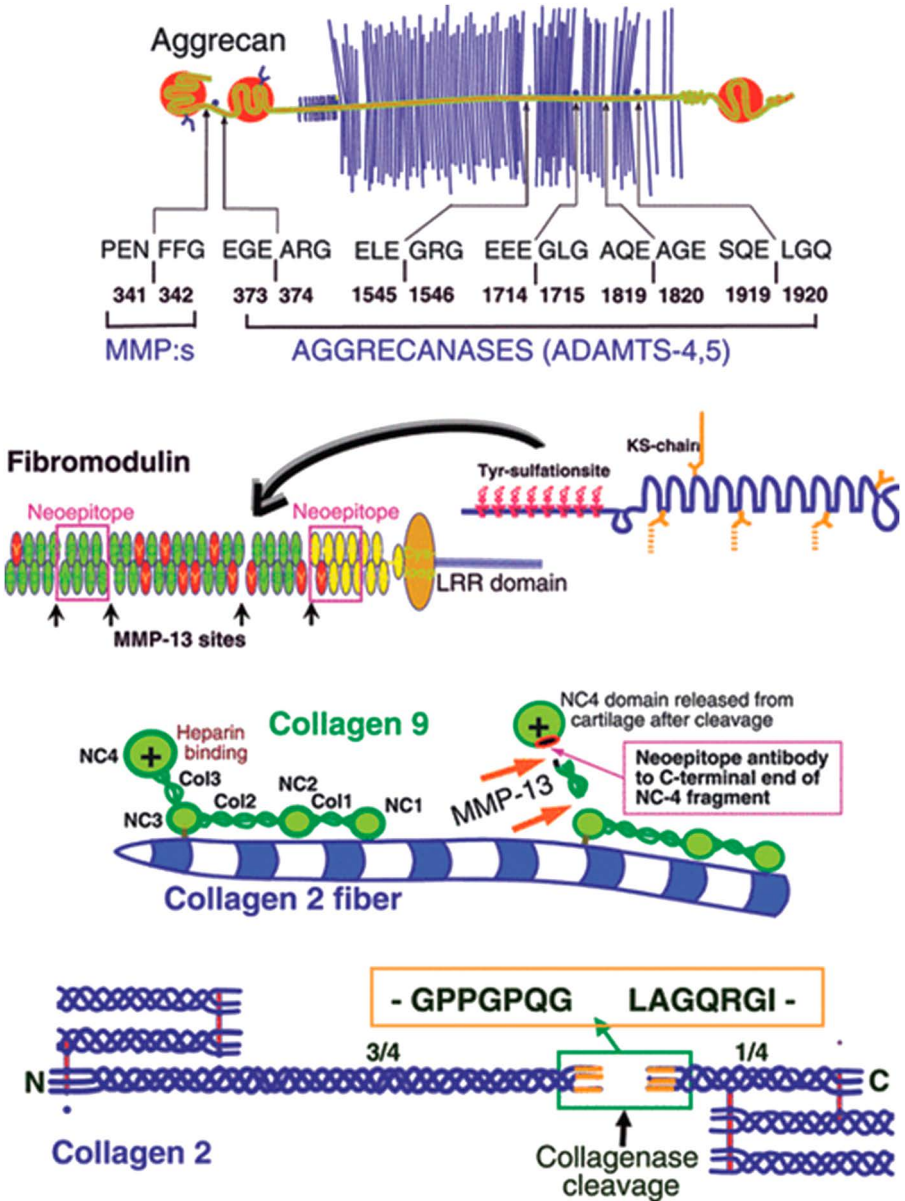 Aggrecan
PEN FFG EGE ARG ELE GRG EEE GLG AQE AGE SQE LGQ
341 342 373 374 1545 1546 1714 1715 1819 1820 1919 1920
MMP:s AGGRECANASES (ADAMTS-4,5)
KS-chain
Fibromodulin
Tyr-sulfationsite
Neoepitope Neoepitope
LRR domain
MMP-13 sites
NC4 domain released from
cartilage after cleavage
Collagen 9
Heparin
binding
NC4
Col3
NC2
Col2
Col1
NC1
NC3
MMP-13
Neoepitope antibody
to C-terminal end of
NC-4 fragment
Collagen 2 fiber
- GPPGPQG LAGQRGI -
3/4 1/4
N C
Collagen 2
Collagenase
cleavage